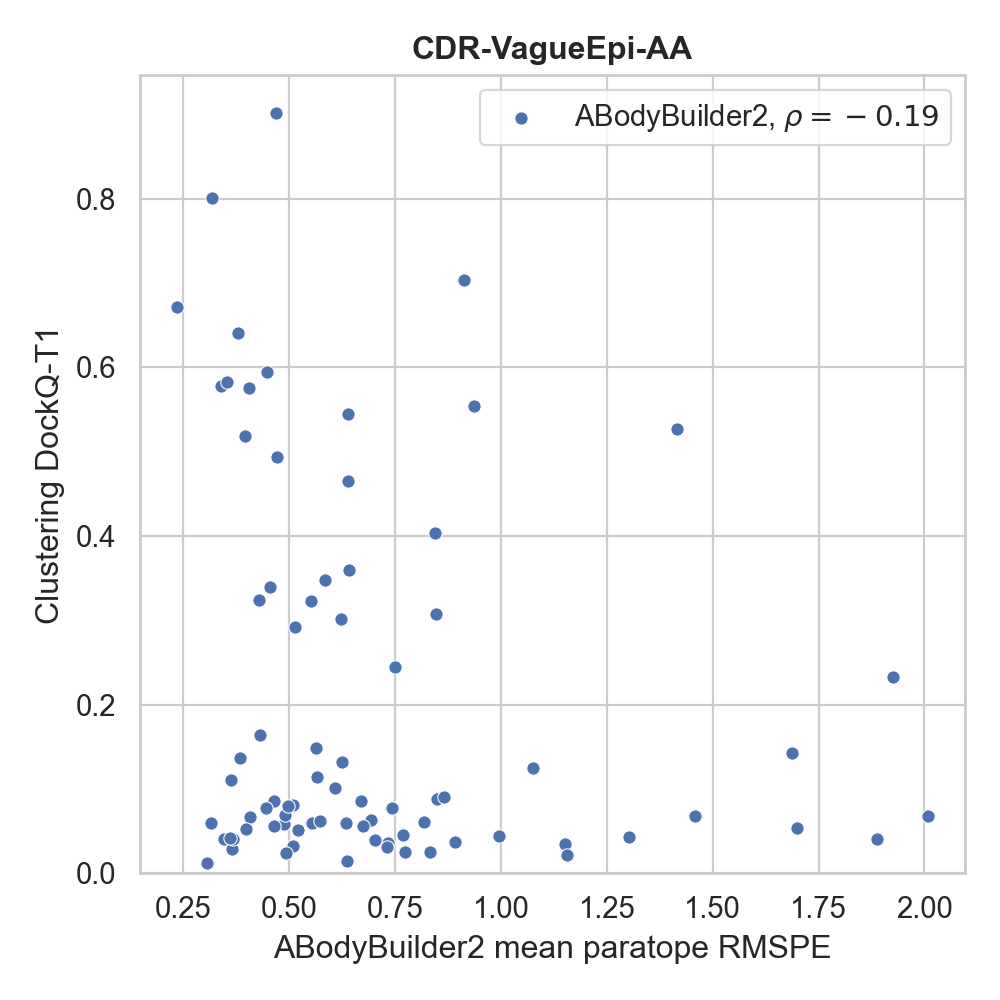 CDR-VagueEpi-AA
ABodyBuilder2, ρ = − 0.19
Clustering DockQ-T1
0.8
0.6
0.4
0.2
0.0
0.25 0.50 0.75 1.00 1.25 1.50 1.75 2.00
ABodyBuilder2 mean paratope RMSPE